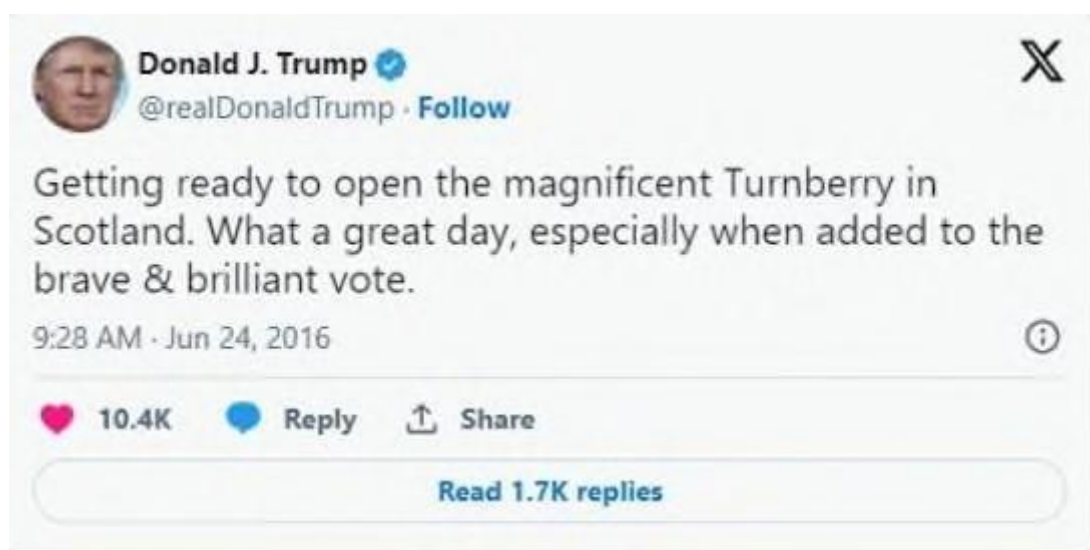 Donald J. Trump
@realDonaldTrump · Follow
Getting ready to open the magnificent Turnberry in
Scotland. What a great day, especially when added to the
brave & brilliant vote.
9:28 AM · Jun 24, 2016
10.4K Reply Share
Read 1.7K replies